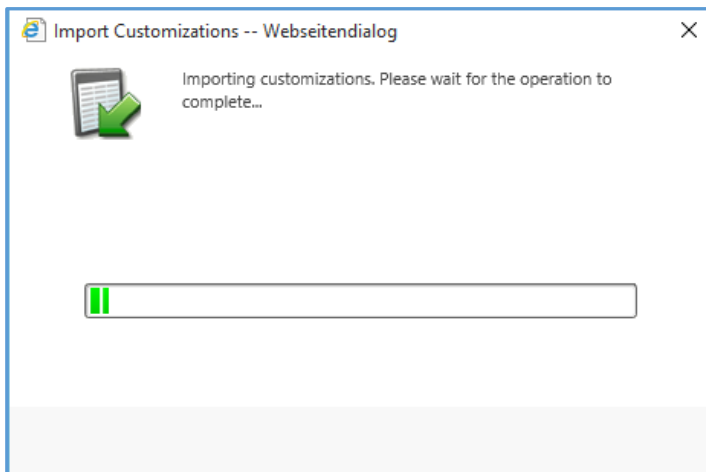 Import Customizations -- Webseitendialog
Importing customizations. Please wait for the operation to
complete...